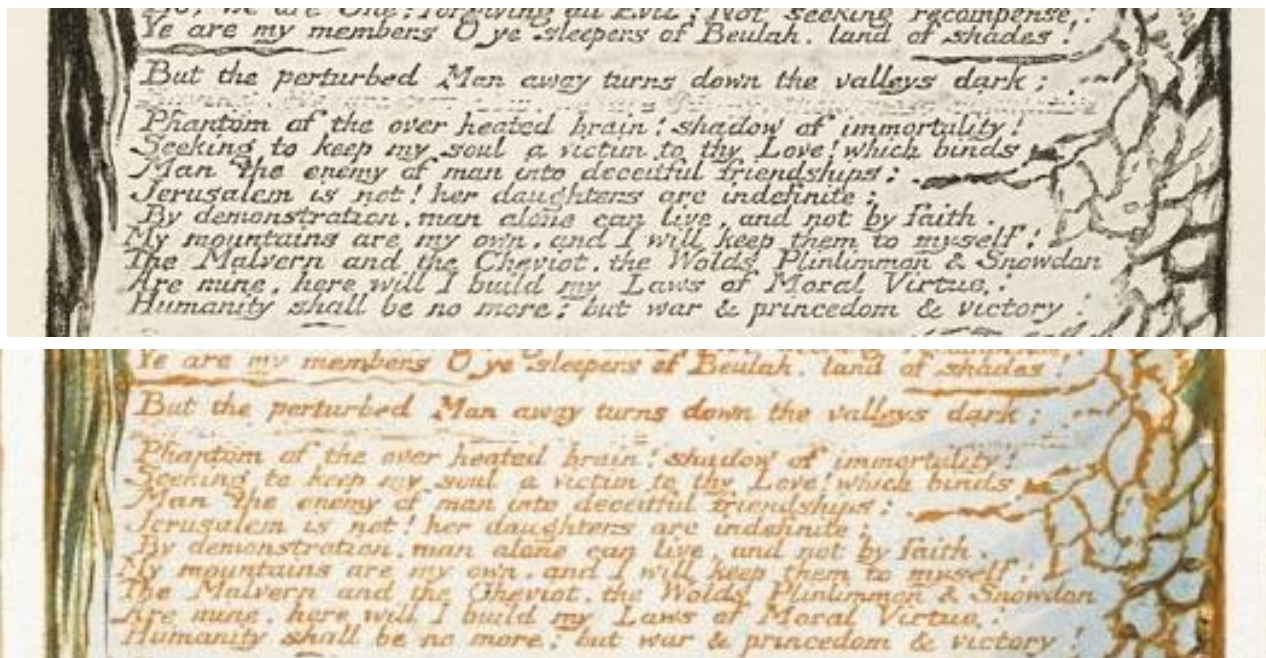 Lo, we are One; forgiving all Evil; Not seeking recompense.
Ye are my members O ye sleepers of Beulah, land of shades!
But the perturbed Man away turns down the valleys dark;
Phantom of the over heated brain! shadow of immortality!
Seeking to keep my soul a victim to thy Love! which binds
Man the enemy of man into deceitful friendships:
Jerusalem is not! her daughters are indefinite:
By demonstration, man alone can live, and not by faith.
My mountains are my own, and I will keep them to myself!
The Malvern and the Cheviot, the Wolds Plinlimmon & Snowdon
Are mine, here will I build my Laws of Moral Virtue.
Humanity shall be no more: but war & princedom & victory
Ye are my members O ye sleepers of Beulah, land of shades!
But the perturbed Man away turns down the valleys dark:
Phantom of the over heated brain! shadow of immortality!
Seeking to keep my soul a victim to thy Love! which binds
Man the enemy of man into deceitful friendships:
Jerusalem is not! her daughters are indefinite:
By demonstration, man alone can live, and not by faith.
My mountains are my own, and I will keep them to myself!
The Malvern and the Cheviot, the Wolds Plinlimmon & Snowdon
Are mine, here will I build my Laws of Moral Virtue.
Humanity shall be no more: but war & princedom & victory!